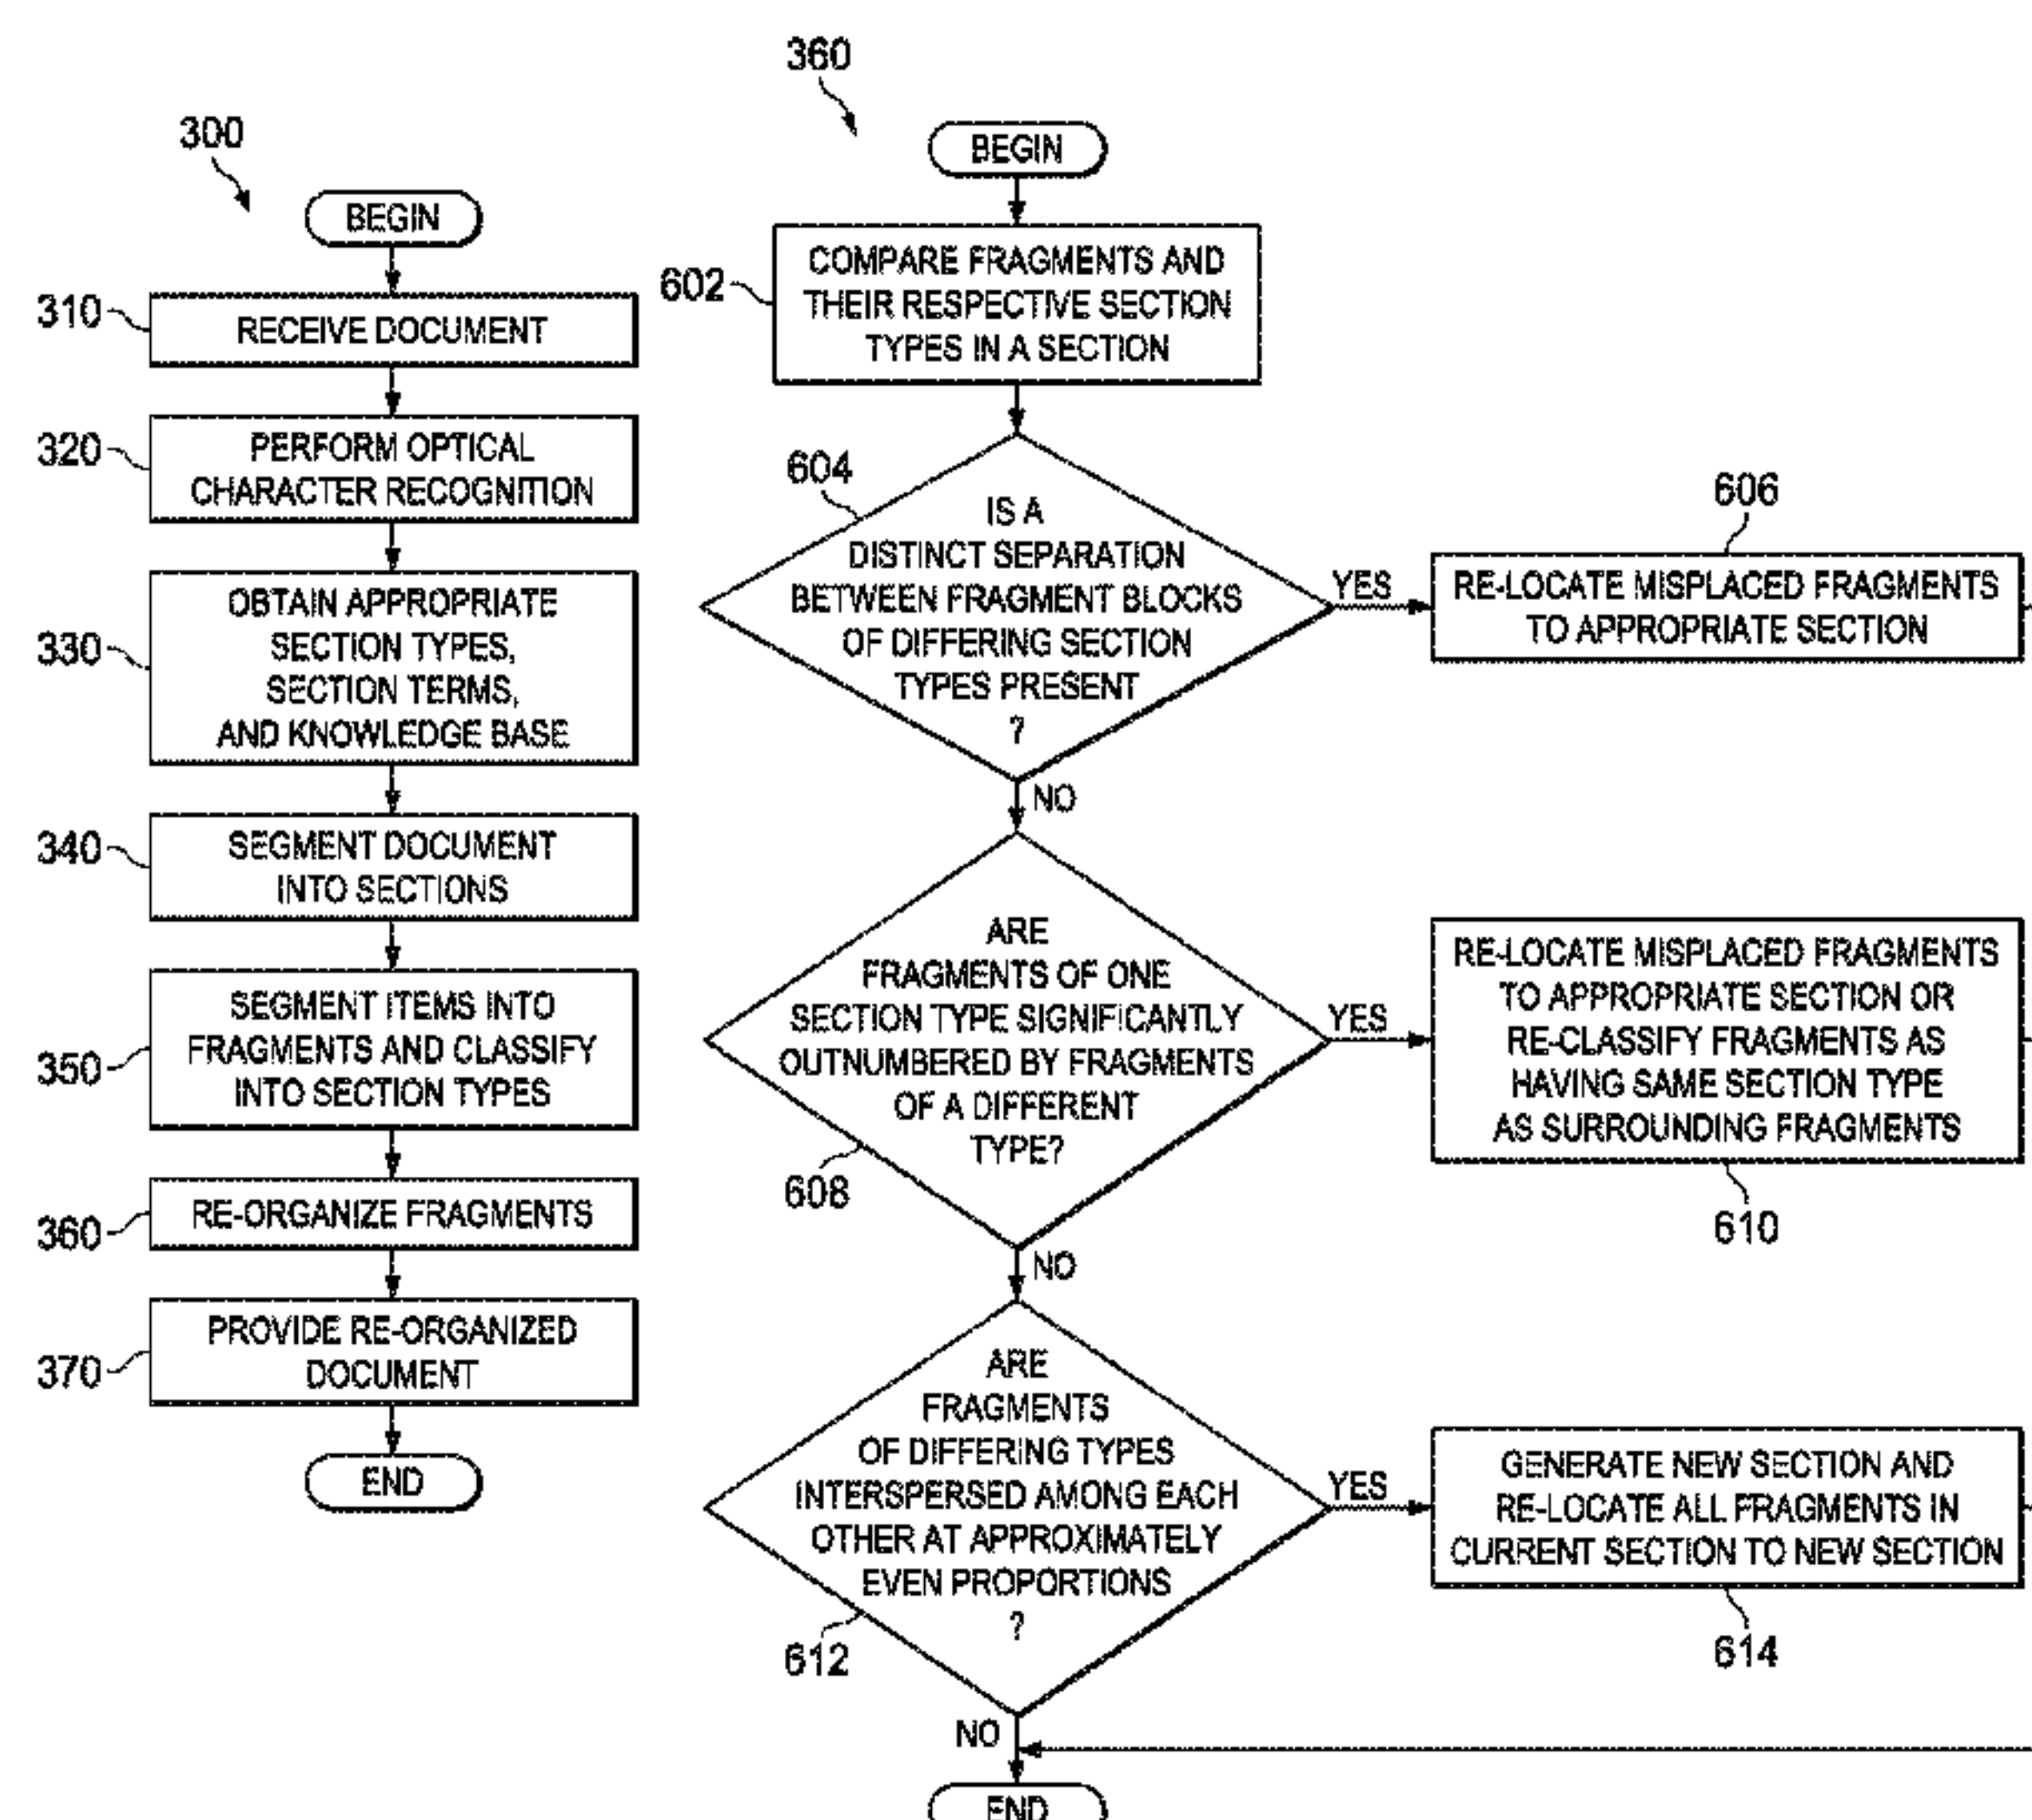 300
BEGIN
310
RECEIVE DOCUMENT
320
PERFORM OPTICAL
CHARACTER RECOGNITION
330
OBTAIN APPROPRIATE
SECTION TYPES,
SECTION TERMS,
AND KNOWLEDGE BASE
340
SEGMENT DOCUMENT
INTO SECTIONS
350
SEGMENT ITEMS INTO
FRAGMENTS AND CLASSIFY
INTO SECTION TYPES
360
RE-ORGANIZE FRAGMENTS
370
PROVIDE RE-ORGANIZED
DOCUMENT
END
360
BEGIN
602
COMPARE FRAGMENTS AND
THEIR RESPECTIVE SECTION
TYPES IN A SECTION
604
IS A
DISTINCT SEPARATION
BETWEEN FRAGMENT BLOCKS
OF DIFFERING SECTION
TYPES PRESENT
?
YES
606
RE-LOCATE MISPLACED FRAGMENTS
TO APPROPRIATE SECTION
NO
ARE
FRAGMENTS OF ONE
SECTION TYPE SIGNIFICANTLY
OUTNUMBERED BY FRAGMENTS
OF A DIFFERENT
TYPE?
608
YES
RE-LOCATE MISPLACED FRAGMENTS
TO APPROPRIATE SECTION OR
RE-CLASSIFY FRAGMENTS AS
HAVING SAME SECTION TYPE
AS SURROUNDING FRAGMENTS
610
NO
ARE
FRAGMENTS
OF DIFFERING TYPES
INTERSPERSED AMONG EACH
OTHER AT APPROXIMATELY
EVEN PROPORTIONS
?
612
YES
GENERATE NEW SECTION AND
RE-LOCATE ALL FRAGMENTS IN
CURRENT SECTION TO NEW SECTION
614
NO
END